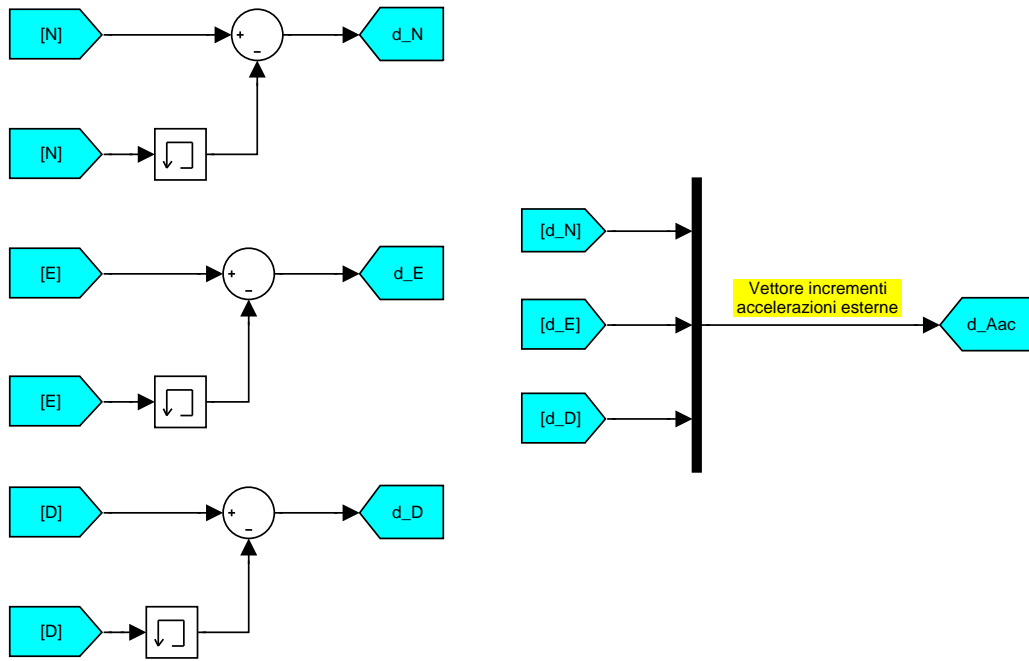 [N]
+
−
d_N
[N]
[E]
+
−
d_E
[E]
[D]
+
−
d_D
[D]
[d_N]
[d_E]
[d_D]
Vettore incrementi
accelerazioni esterne
d_Aac